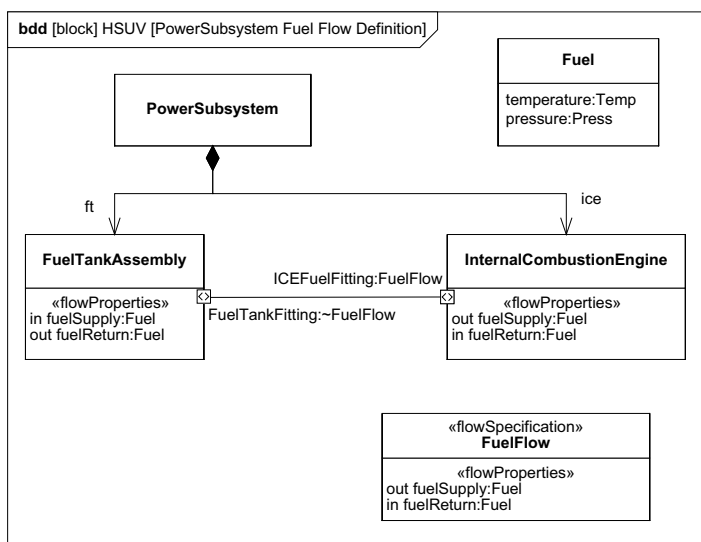 bdd [block] HSUV [PowerSubsystem Fuel Flow Definition]
PowerSubsystem
Fuel
temperature:Temp
pressure:Press
ft
ice
FuelTankAssembly
«flowProperties»
in fuelSupply:Fuel
out fuelReturn:Fuel
ICEFuelFitting:FuelFlow
FuelTankFitting:~FuelFlow
InternalCombustionEngine
«flowProperties»
out fuelSupply:Fuel
in fuelReturn:Fuel
«flowSpecification»
FuelFlow
«flowProperties»
out fuelSupply:Fuel
in fuelReturn:Fuel